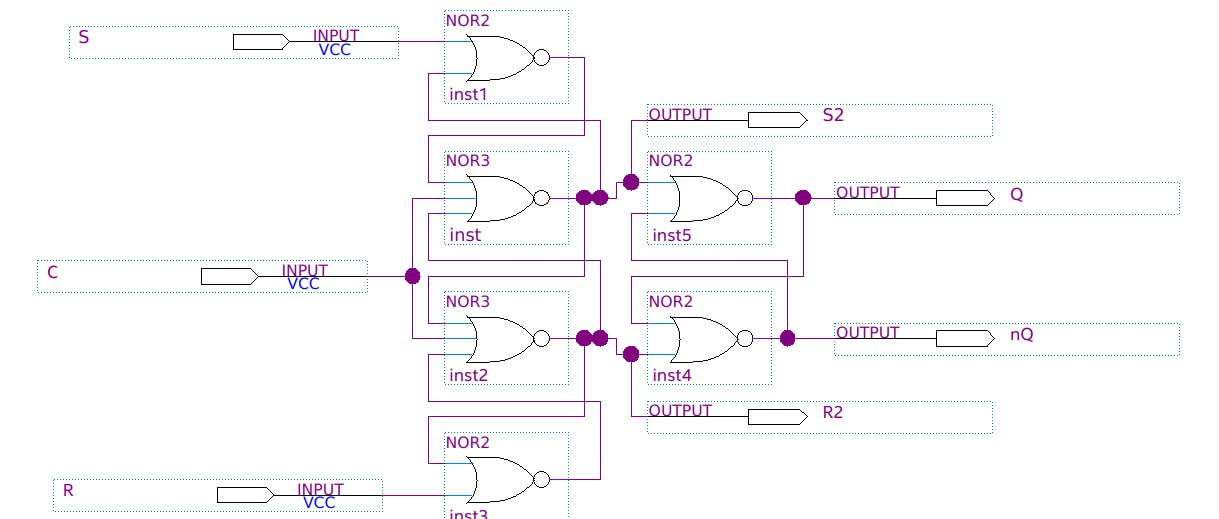 NOR2
S
INPUT
VCC
inst1
OUTPUT
S2
NOR3
NOR2
OUTPUT
Q
inst
inst5
C
INPUT
VCC
NOR3
NOR2
OUTPUT
nQ
inst2
inst4
OUTPUT
R2
NOR2
R
INPUT
VCC
inst3